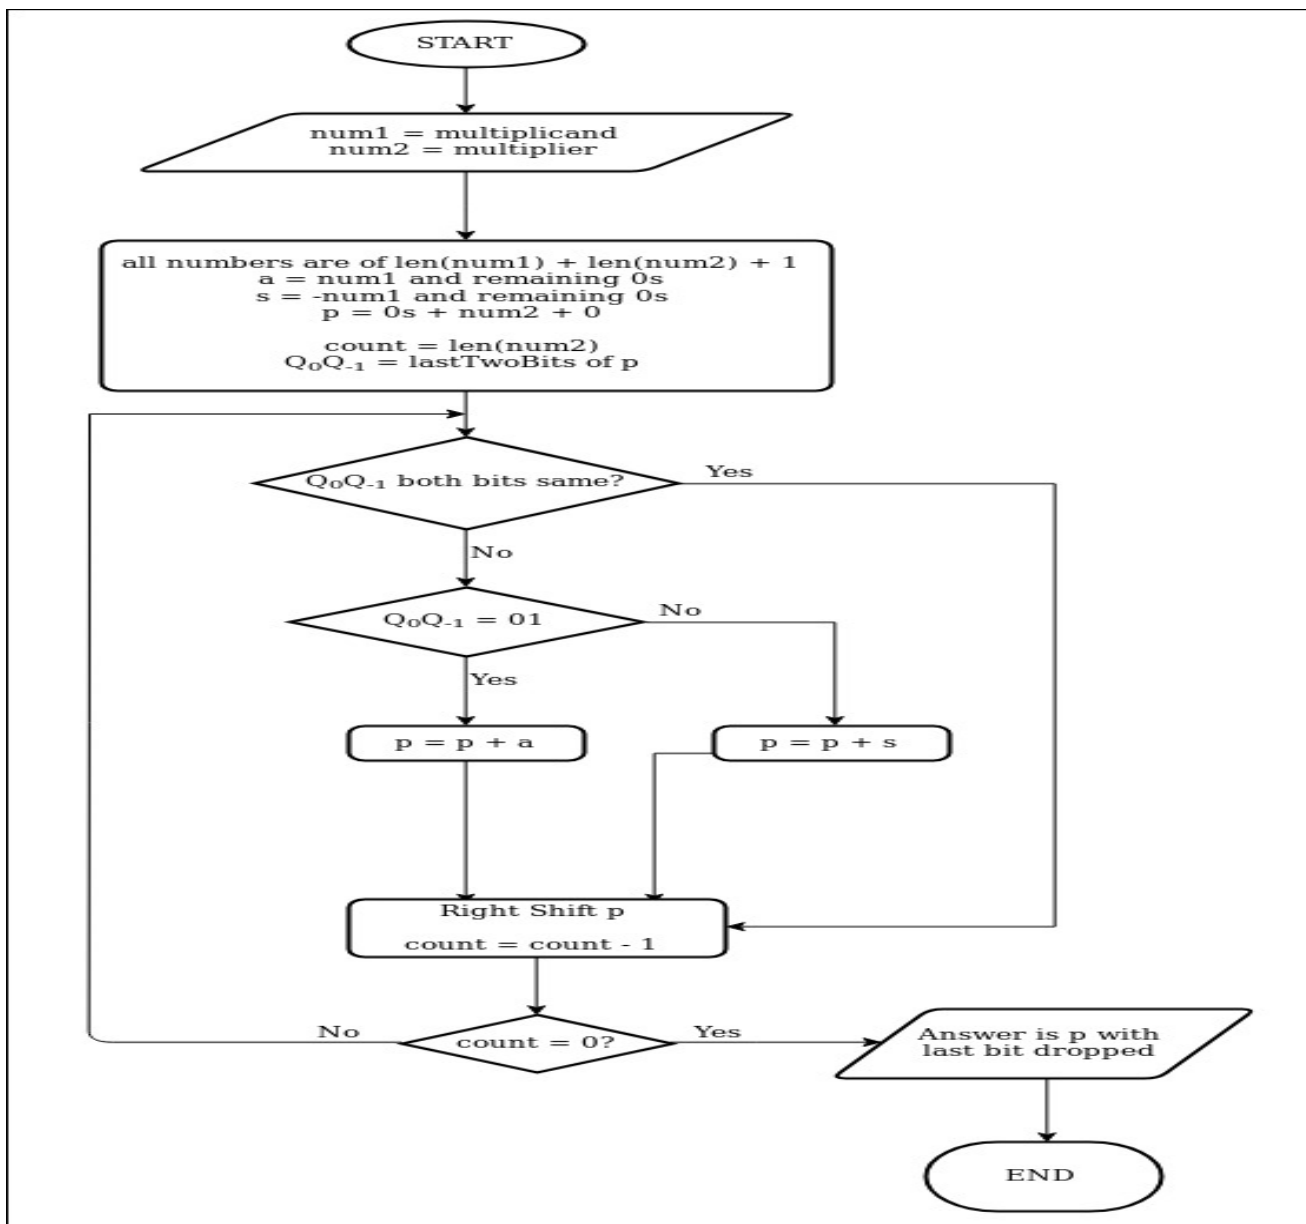 START
num1 = multiplicand
num2 = multiplier
all numbers are of len(num1) + len(num2) + 1
a = num1 and remaining 0s
s = -num1 and remaining 0s
p = 0s + num2 + 0
count = len(num2)
Q₀Q₋₁ = lastTwoBits of p
Q₀Q₋₁ both bits same?
Yes
No
Q₀Q₋₁ = 01
No
Yes
p = p + a
p = p + s
Right Shift p
count = count - 1
count = 0?
No
Yes
Answer is p with
last bit dropped
END